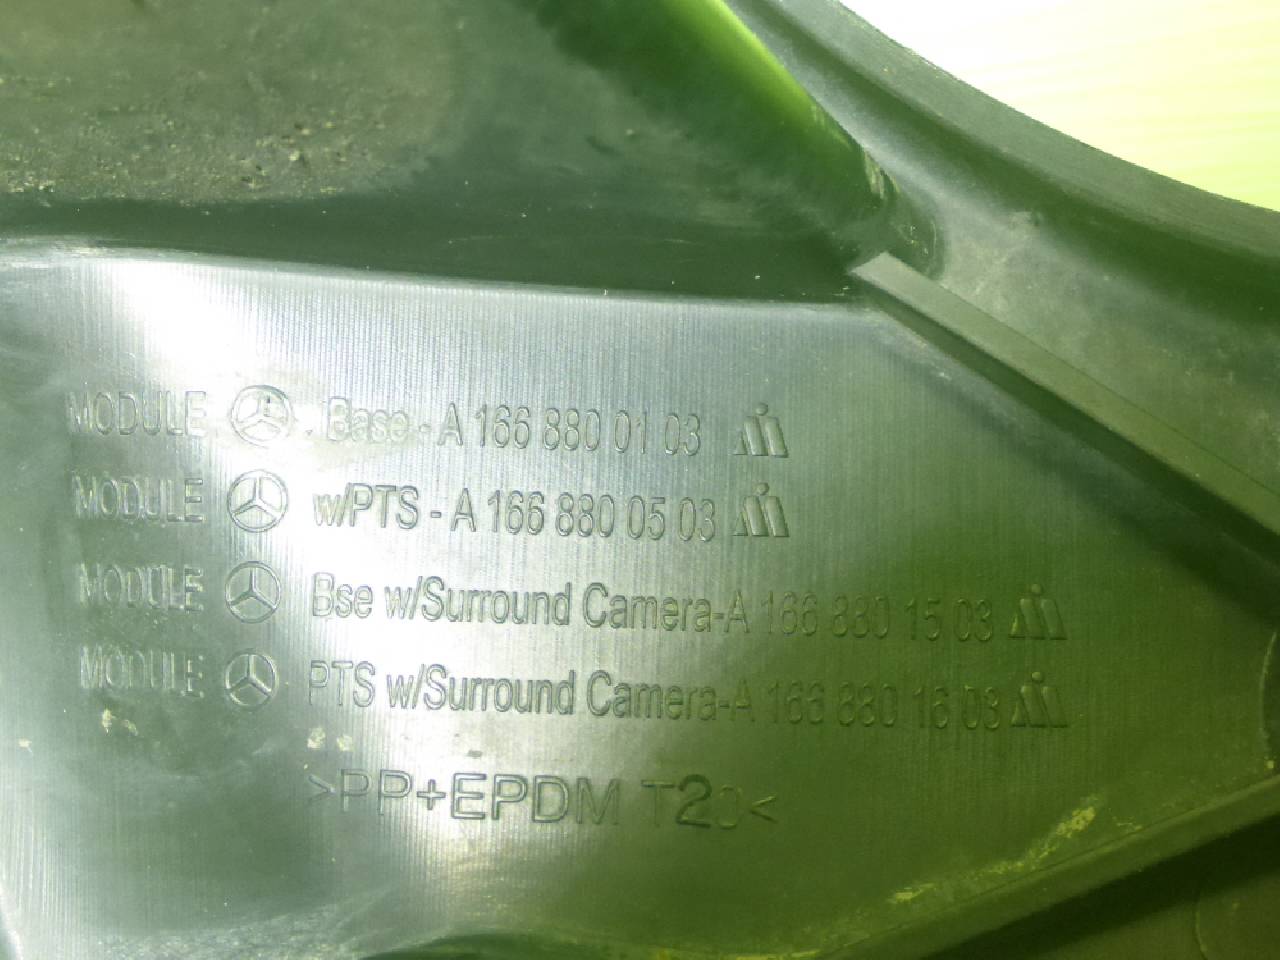 MODULE Base - A 166 880 01 03
MODULE w/PTS - A 166 880 05 03
MODULE Bse w/Surround Camera-A 166 880 15 03
MODULE PTS w/Surround Camera-A 166 880 16 03
>PP+EPDM T20<